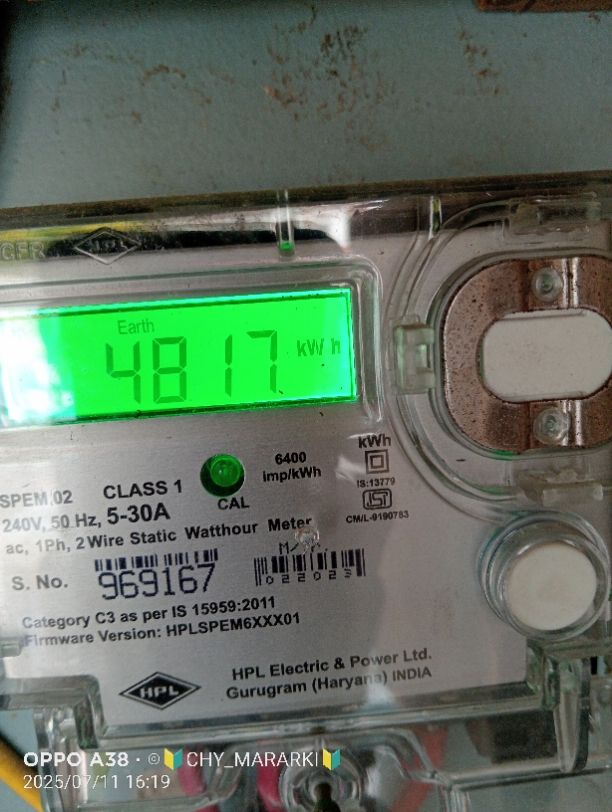 HPL
Earth
4817 kWh
6400
imp/kWh
kWh
IS:13779
CM/L-9190783
SPEM.02 CLASS 1
CAL
240V, 50 Hz, 5-30A
ac, 1Ph, 2 Wire Static Watthour Meter
S. No. 969167
022023
Category C3 as per IS 15959:2011
Firmware Version: HPLSPEM6XXX01
HPL
HPL Electric & Power Ltd.
Gurugram (Haryana) INDIA
OPPO A38 · © CHY_MARARKI
2025/07/11 16:19